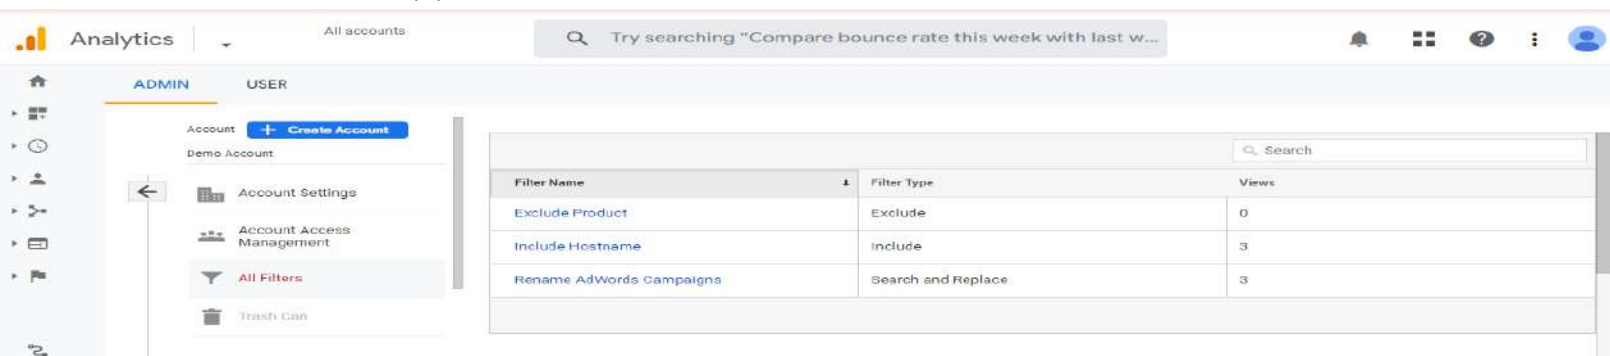 Analytics
All accounts
Try searching "Compare bounce rate this week with last w...
ADMIN USER
Account + Create Account
Demo Account
Account Settings
Account Access
Management
All Filters
Trash Can
Search
Filter Name Filter Type Views
Exclude Product Exclude 0
Include Hostname Include 3
Rename AdWords Campaigns Search and Replace 3